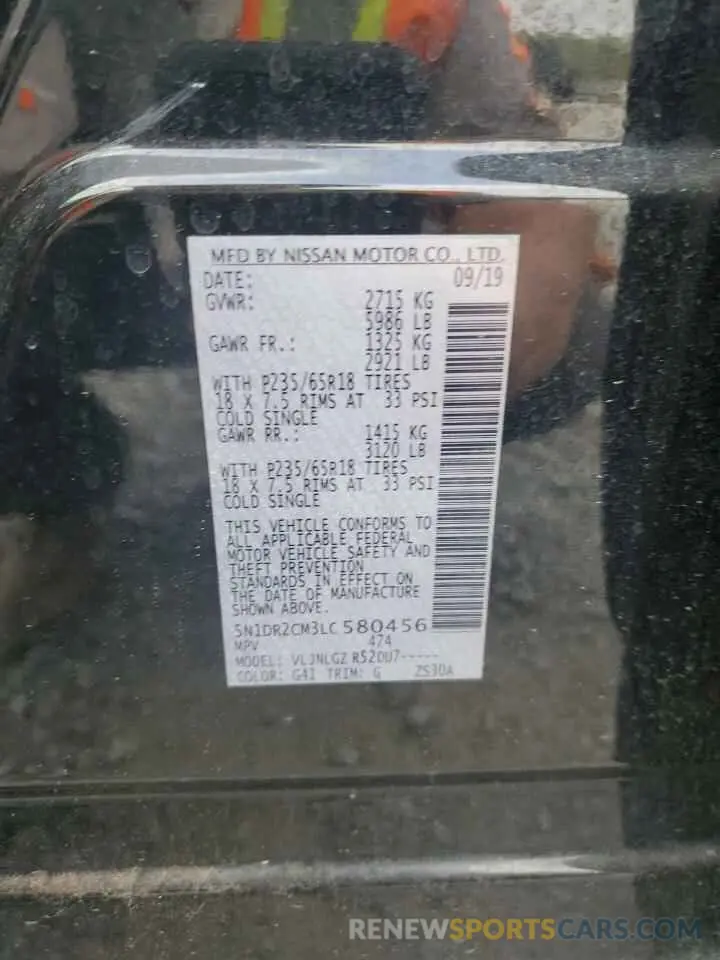 MFD BY NISSAN MOTOR CO., LTD.
DATE: 09/19
GVWR: 2715 KG
5986 LB
GAWR FR.: 1325 KG
2921 LB
WITH P235/65R18 TIRES
18 X 7.5 RIMS AT 33 PSI
COLD SINGLE
GAWR RR.: 1415 KG
3120 LB
WITH P235/65R18 TIRES
18 X 7.5 RIMS AT 33 PSI
COLD SINGLE
THIS VEHICLE CONFORMS TO
ALL APPLICABLE FEDERAL
MOTOR VEHICLE SAFETY AND
THEFT PREVENTION
STANDARDS IN EFFECT ON
THE DATE OF MANUFACTURE
SHOWN ABOVE.
5N1DR2CM3LC580456
MPV 474
MODEL: VLJNLGZ R52DU7-----
COLOR: G41 TRIM: G ZS30A
RENEWSPORTSCARS.COM